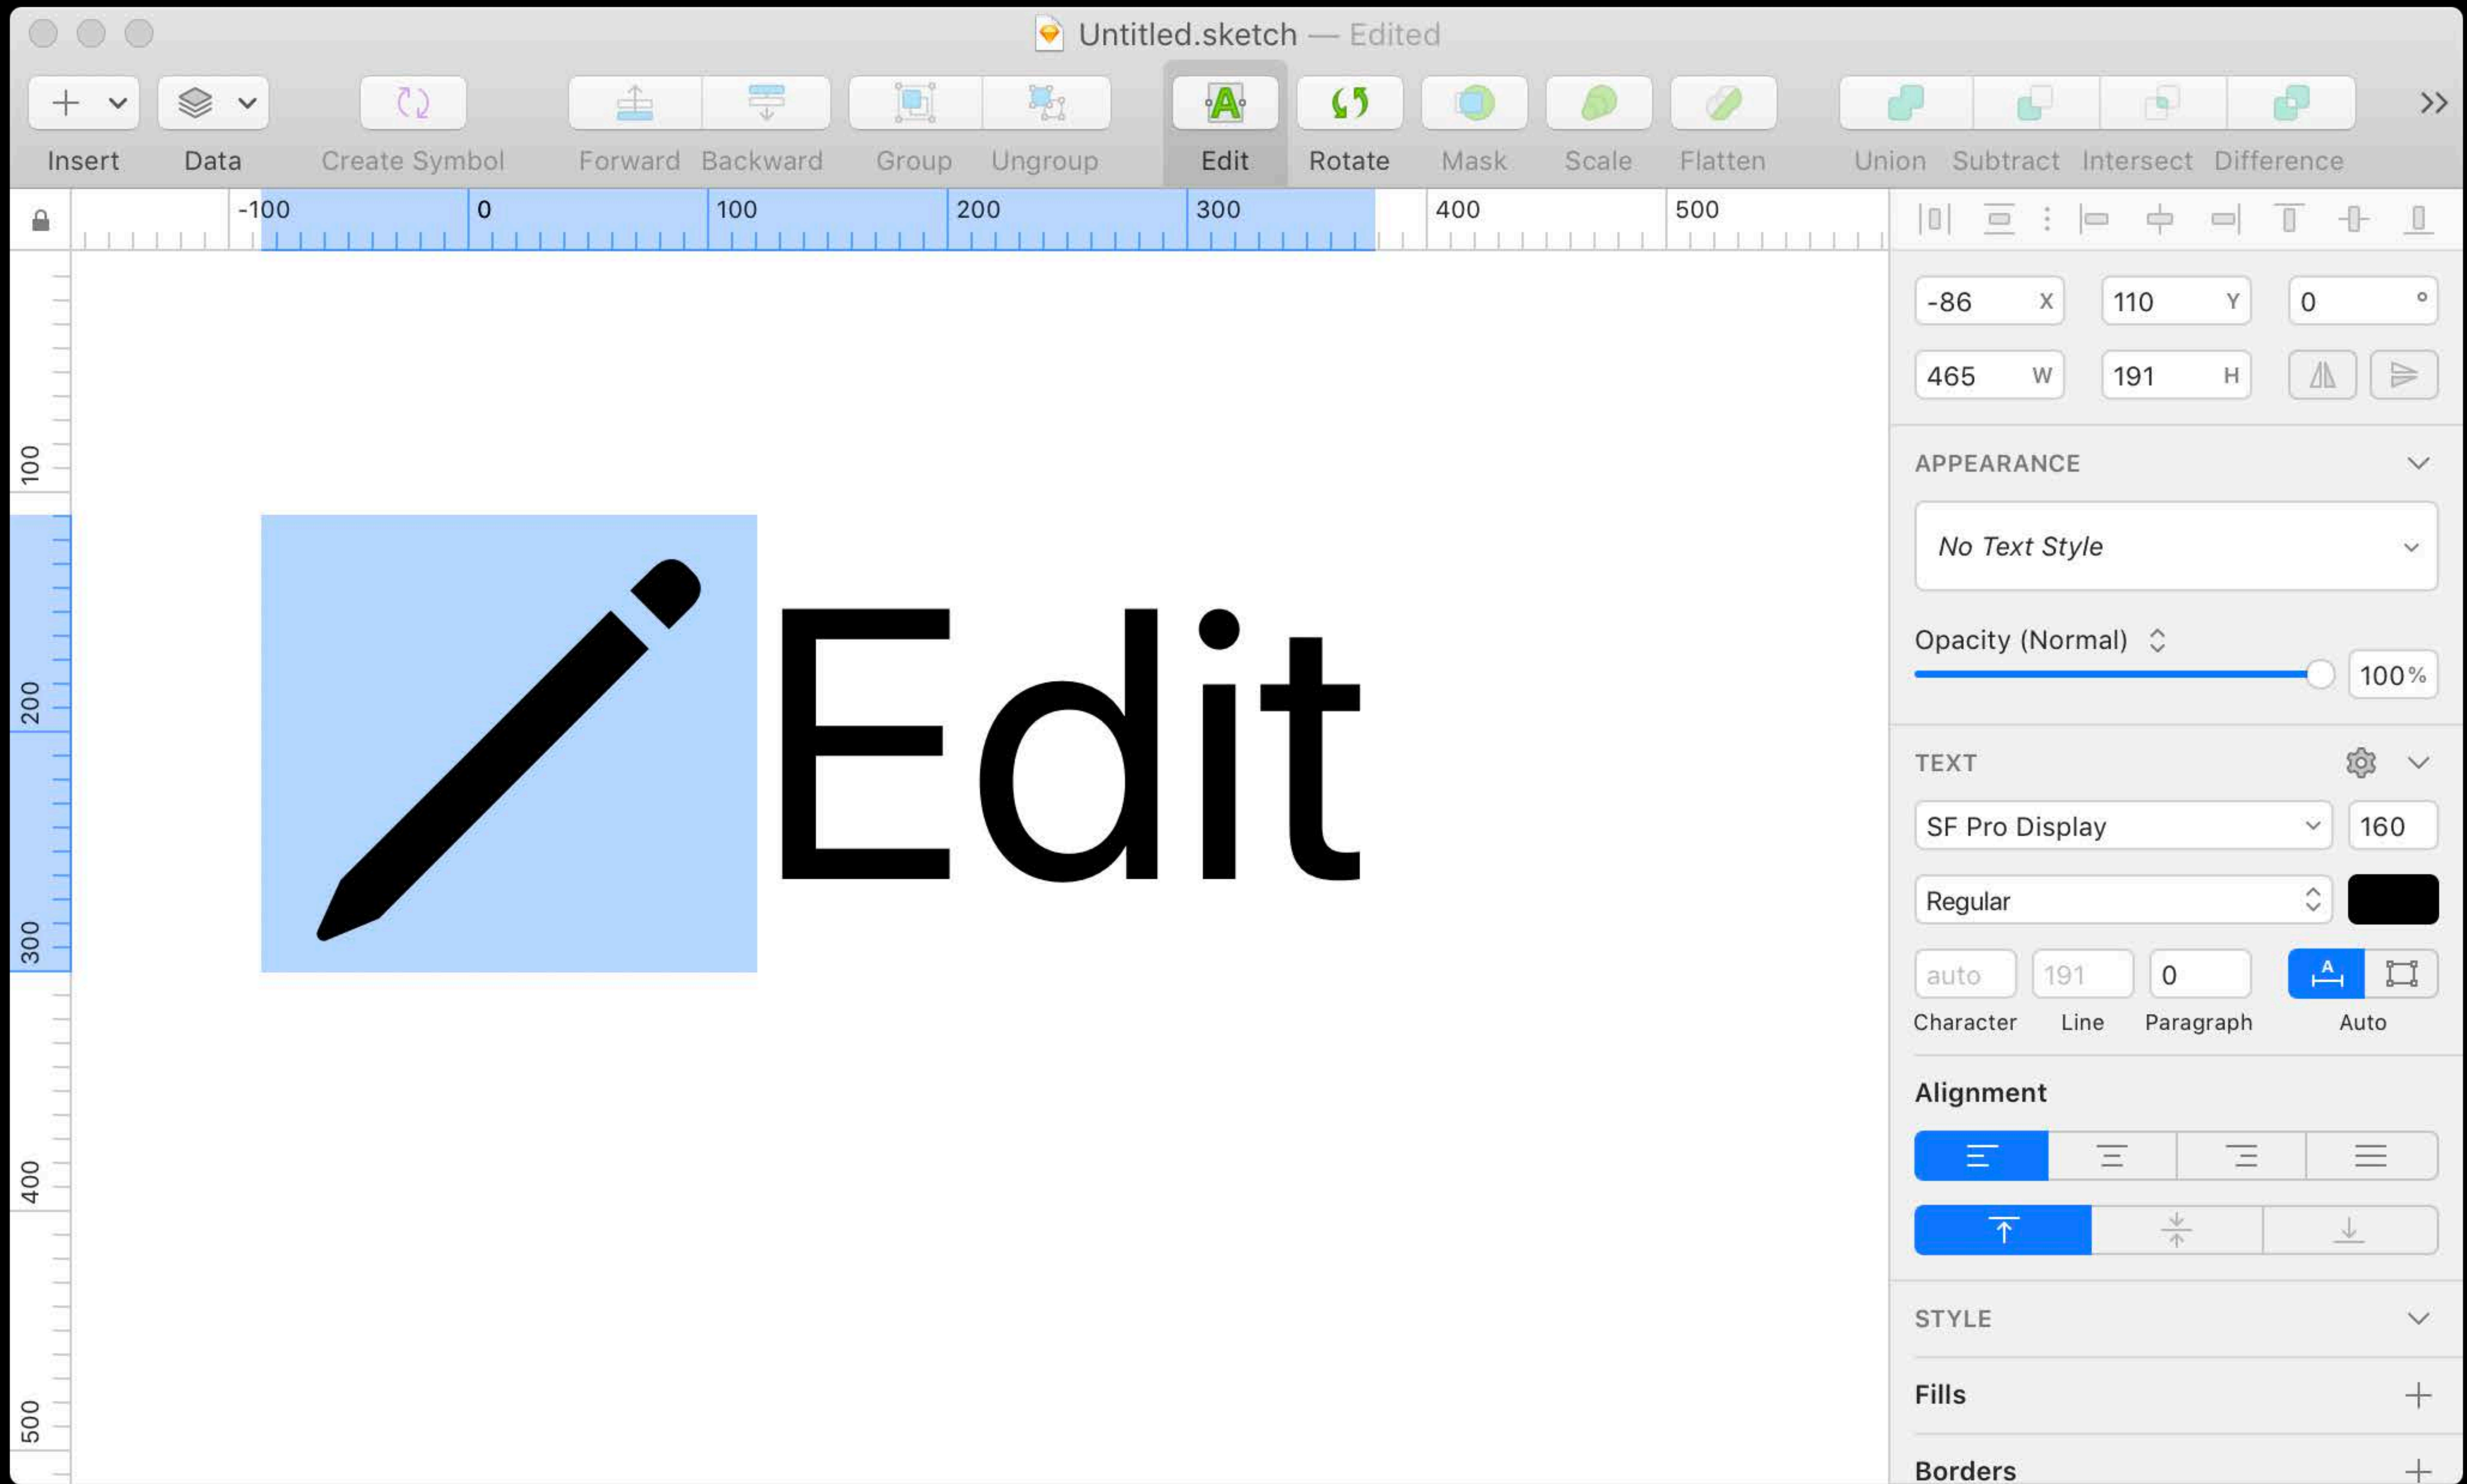 Untitled.sketch — Edited
Insert Data Create Symbol Forward Backward Group Ungroup Edit Rotate Mask Scale Flatten Union Subtract Intersect Difference
-100 0 100 200 300 400 500
-86 X 110 Y 0 °
465 W 191 H
APPEARANCE
No Text Style
Opacity (Normal)
100%
TEXT
SF Pro Display 160
Regular
auto 191 0 A
Character Line Paragraph Auto
Alignment
STYLE
Fills
Borders
100
200
300
400
500
Edit